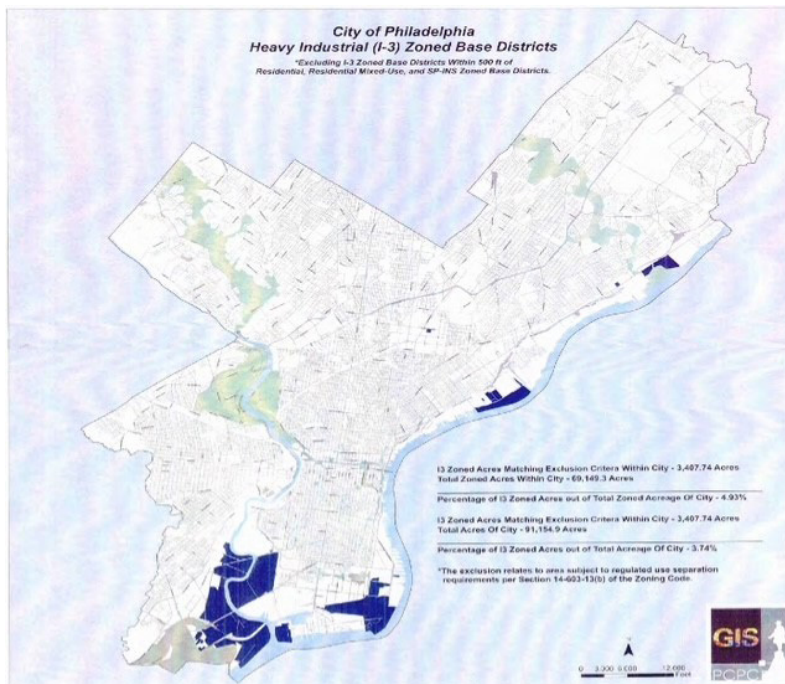 City of Philadelphia
Heavy Industrial (I-3) Zoned Base Districts
*Excluding I-3 Zoned Base Districts Within 500 ft of
Residential, Residential Mixed-Use, and SP-INS Zoned Base Districts.
I3 Zoned Acres Matching Exclusion Critera Within City - 3,407.74 Acres
Total Zoned Acres Within City - 69,149.3 Acres
Percentage of I3 Zoned Acres out of Total Zoned Acreage Of City - 4.93%
I3 Zoned Acres Matching Exclusion Critera Within City - 3,407.74 Acres
Total Acres Of City - 91,154.9 Acres
Percentage of I3 Zoned Acres out of Total Acreage Of City - 3.74%
*The exclusion relates to area subject to regulated use separation
requirements per Section 14-603-13(b) of the Zoning Code.
GIS
PCPC
0
Feet